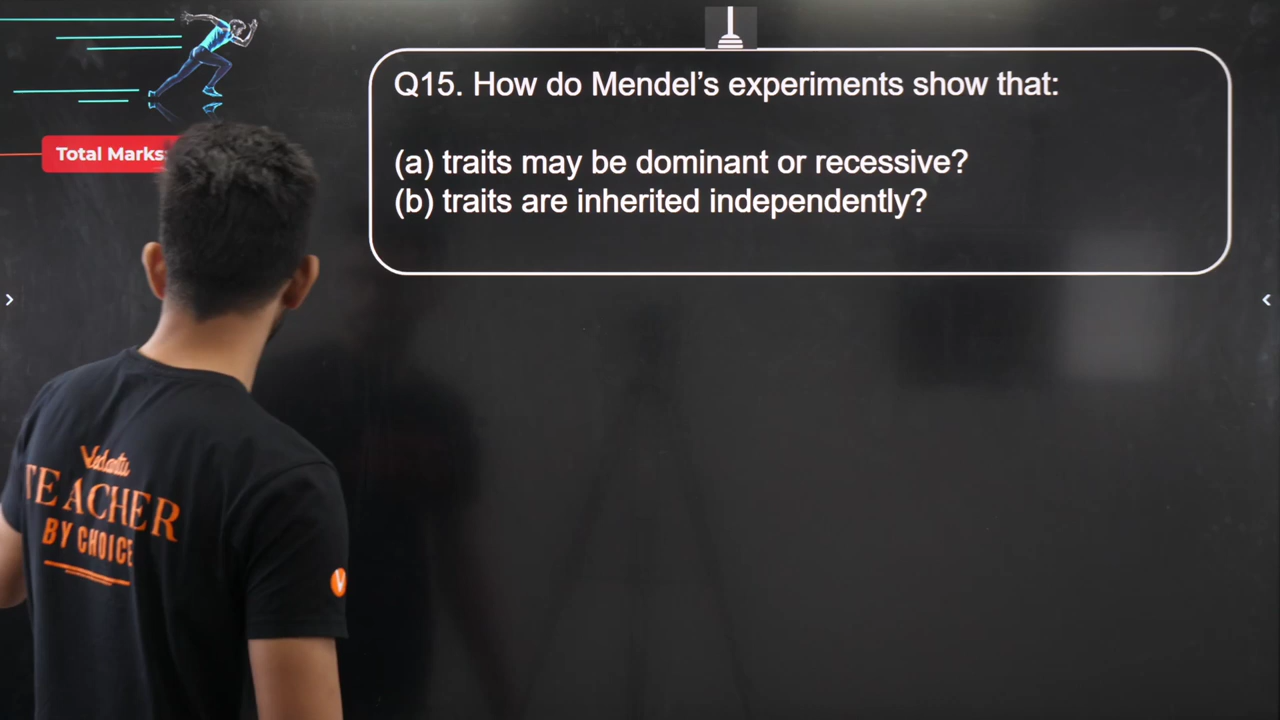 Total Marks:
Q15. How do Mendel’s experiments show that:
(a) traits may be dominant or recessive?
(b) traits are inherited independently?
Vedantu
TEACHER
BY CHOICE